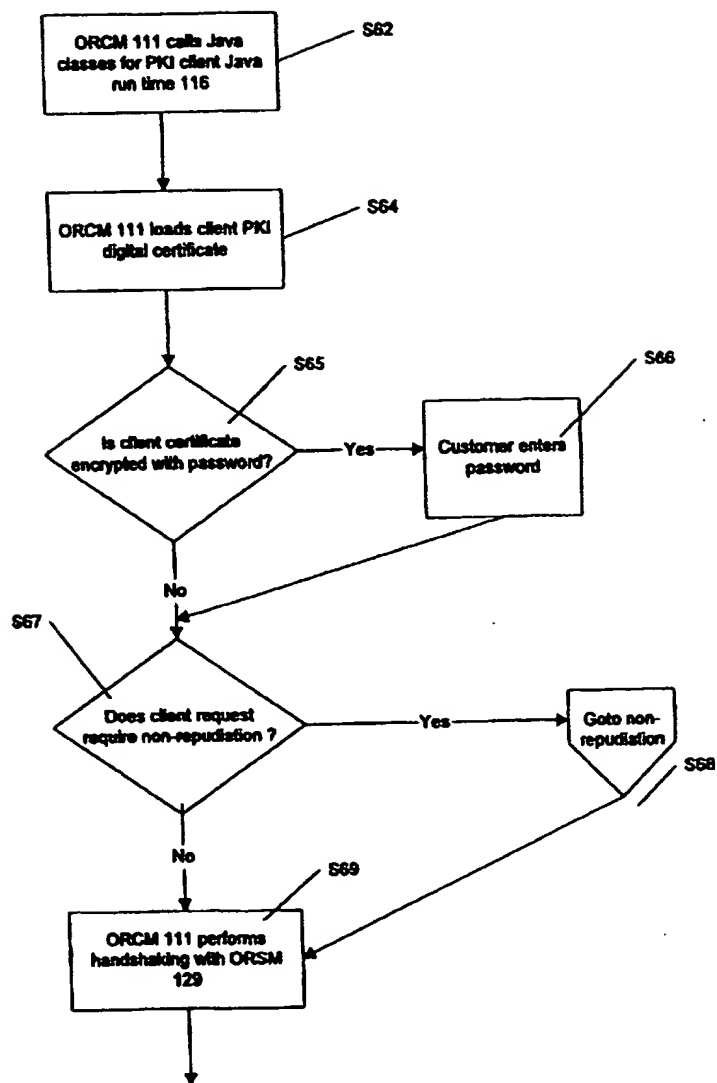 ORCM 111 calls Java
classes for PKI client Java
run time 116
S62
ORCM 111 loads client PKI
digital certificate
S64
S65
Is client certificate
encrypted with password?
Yes
S66
Customer enters
password
No
S67
Does client request
require non-repudiation ?
Yes
Goto non-
repudiation
S68
No
S69
ORCM 111 performs
handshaking with ORSM
129